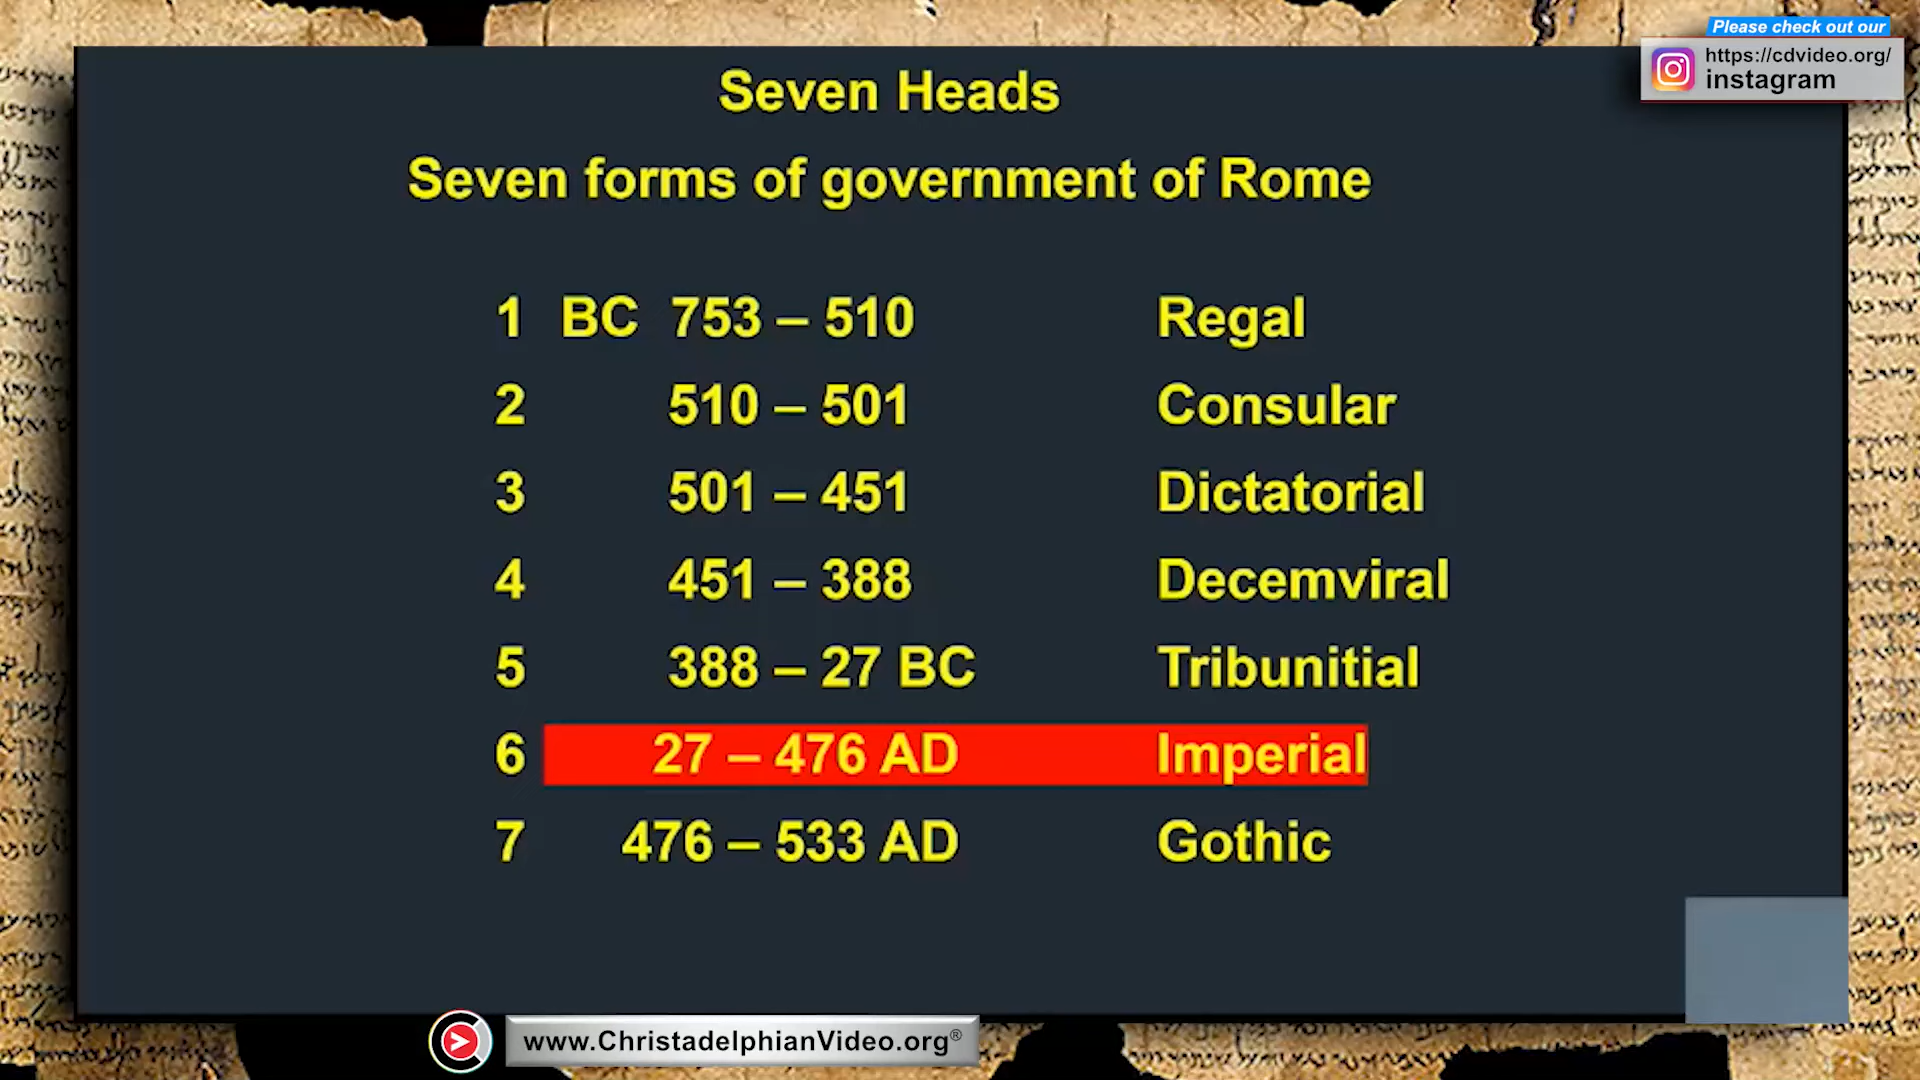 Please check out our
https://cdvideo.org/
instagram
Seven Heads
Seven forms of government of Rome
1 BC 753 – 510 Regal
2 510 – 501 Consular
3 501 – 451 Dictatorial
4 451 – 388 Decemviral
5 388 – 27 BC Tribunitial
6 27 – 476 AD Imperial
7 476 – 533 AD Gothic
www.ChristadelphianVideo.org®